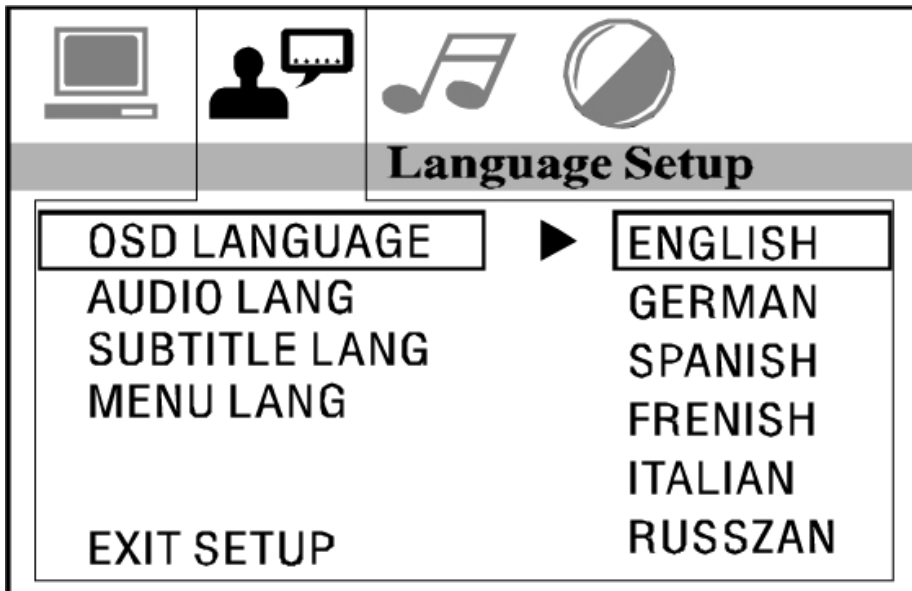 Language Setup
OSD LANGUAGE
AUDIO LANG
SUBTITLE LANG
MENU LANG
EXIT SETUP
ENGLISH
GERMAN
SPANISH
FRENISH
ITALIAN
RUSSZAN